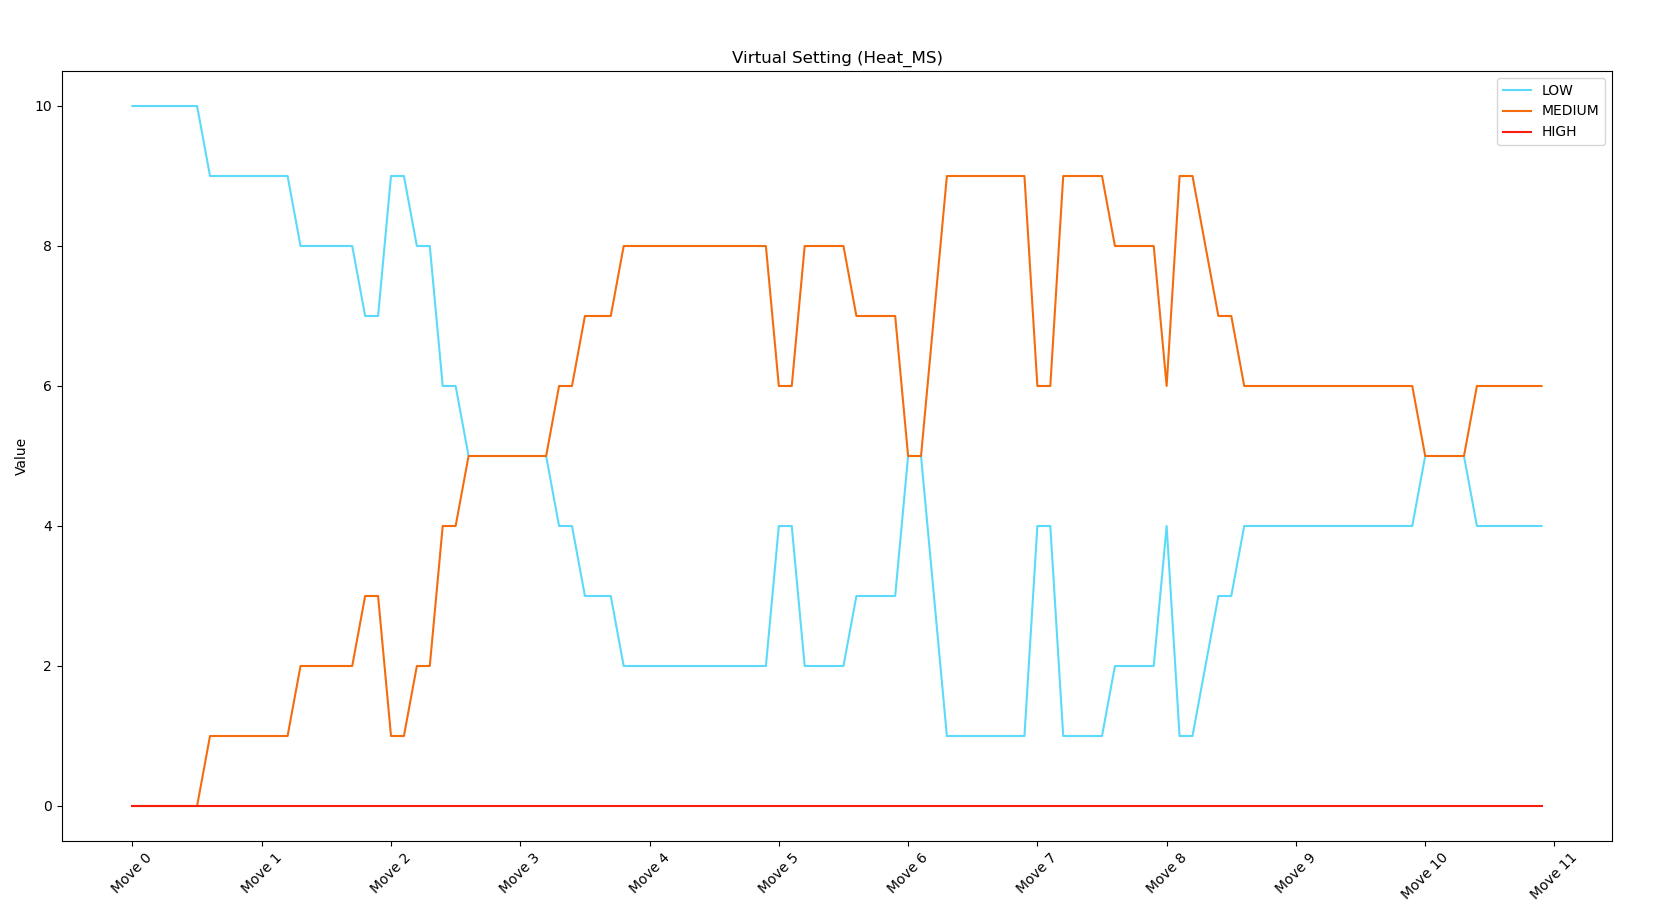 Virtual Setting (Heat_MS)
LOW
MEDIUM
HIGH
10
8
6
4
2
0
Value
Move 0
Move 1
Move 2
Move 3
Move 4
Move 5
Move 6
Move 7
Move 8
Move 9
Move 10
Move 11